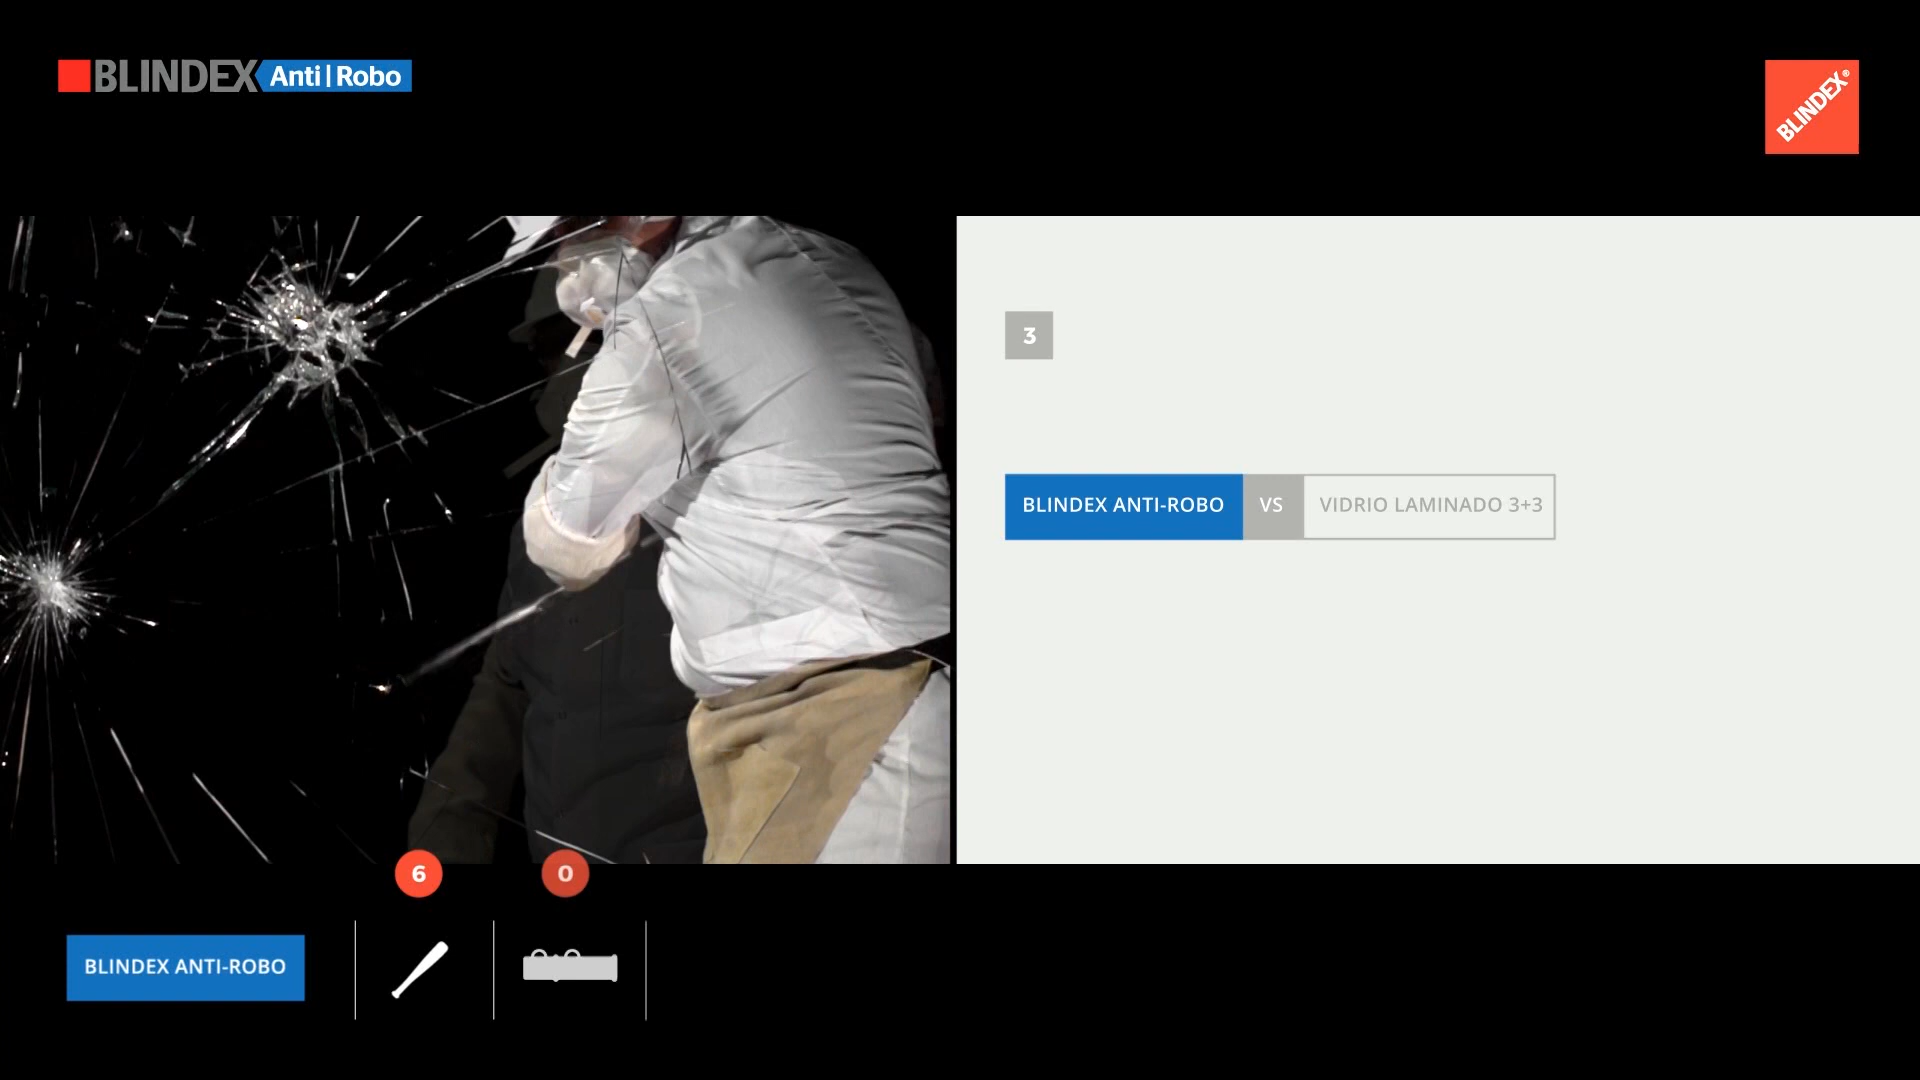 BLINDEX Anti|Robo
BLINDEX®
3
BLINDEX ANTI-ROBO VS VIDRIO LAMINADO 3+3
6 0
BLINDEX ANTI-ROBO